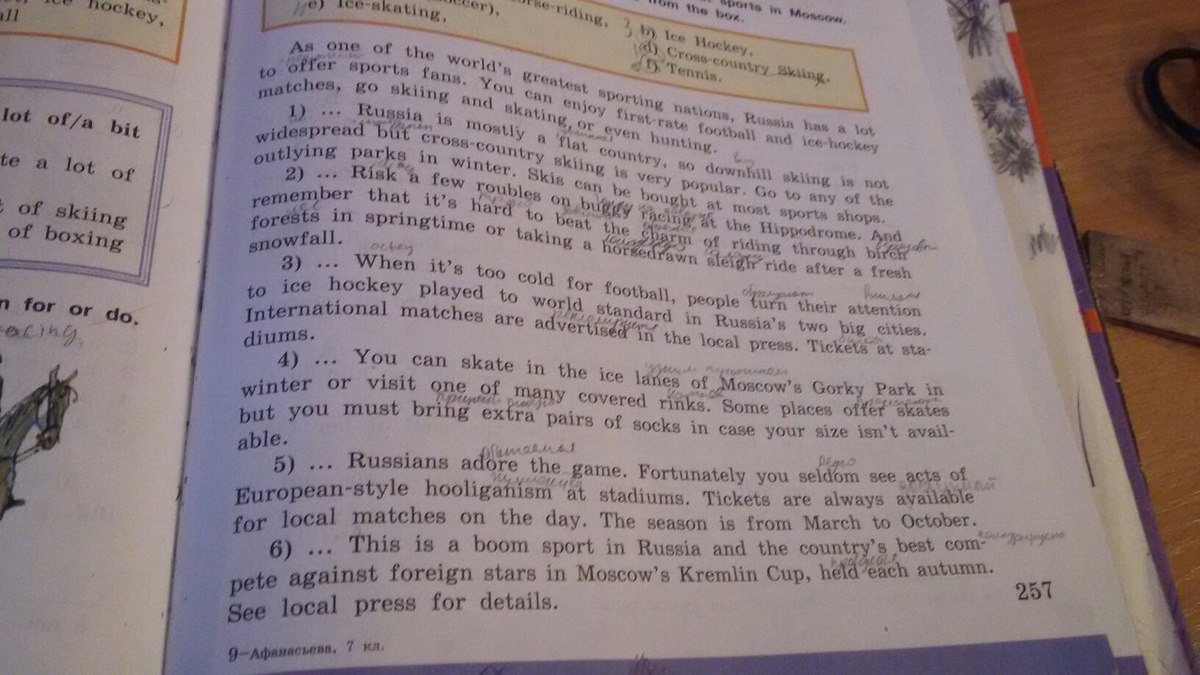 ice hockey,
all
lot of/a bit
te a lot of
of skiing
of boxing
n for or do.
racing,
sports in Moscow.
from the box.
orse-riding,
b) Ice Hockey,
e) Ice-skating,
d) Cross-country Skiing,
f) Tennis.
As one of the world's greatest sporting nations, Russia has a lot
to offer sports fans. You can enjoy first-rate football and ice-hockey
matches, go skiing and skating or even hunting.
1) ... Russia is mostly a flat country, so downhill skiing is not
widespread but cross-country skiing is very popular. Go to any of the
outlying parks in winter. Skis can be bought at most sports shops.
2) ... Risk a few roubles on buggy racing at the Hippodrome. And
remember that it's hard to beat the charm of riding through birch
forests in springtime or taking a horsedrawn sleigh ride after a fresh
snowfall.
3) ... When it's too cold for football, people turn their attention
to ice hockey played to world standard in Russia's two big cities.
International matches are advertised in the local press. Tickets at sta-
diums.
4) ... You can skate in the ice lanes of Moscow's Gorky Park in
winter or visit one of many covered rinks. Some places offer skates
but you must bring extra pairs of socks in case your size isn't avail-
able.
5) ... Russians adore the game. Fortunately you seldom see acts of
редко
European-style hooliganism at stadiums. Tickets are always available
for local matches on the day. The season is from March to October.
6) ... This is a boom sport in Russia and the country's best com-
pete against foreign stars in Moscow's Kremlin Cup, held each autumn.
See local press for details.
257
9—Афанасьева, 7 кл.